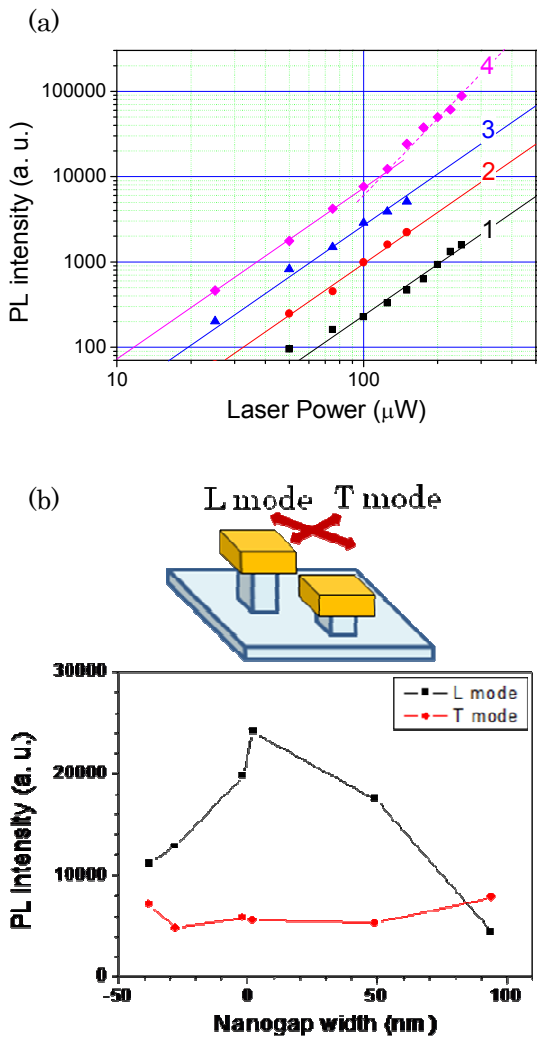 (a)
4
100000
3
10000
2
1
1000
100
10
100
PL intensity (a. u.)
Laser Power (μW)
(b)
L mode T mode
30000
L mode
T mode
20000
10000
0
-50
0
50
100
PL intensity (a. u.)
Nanogap width (nm)